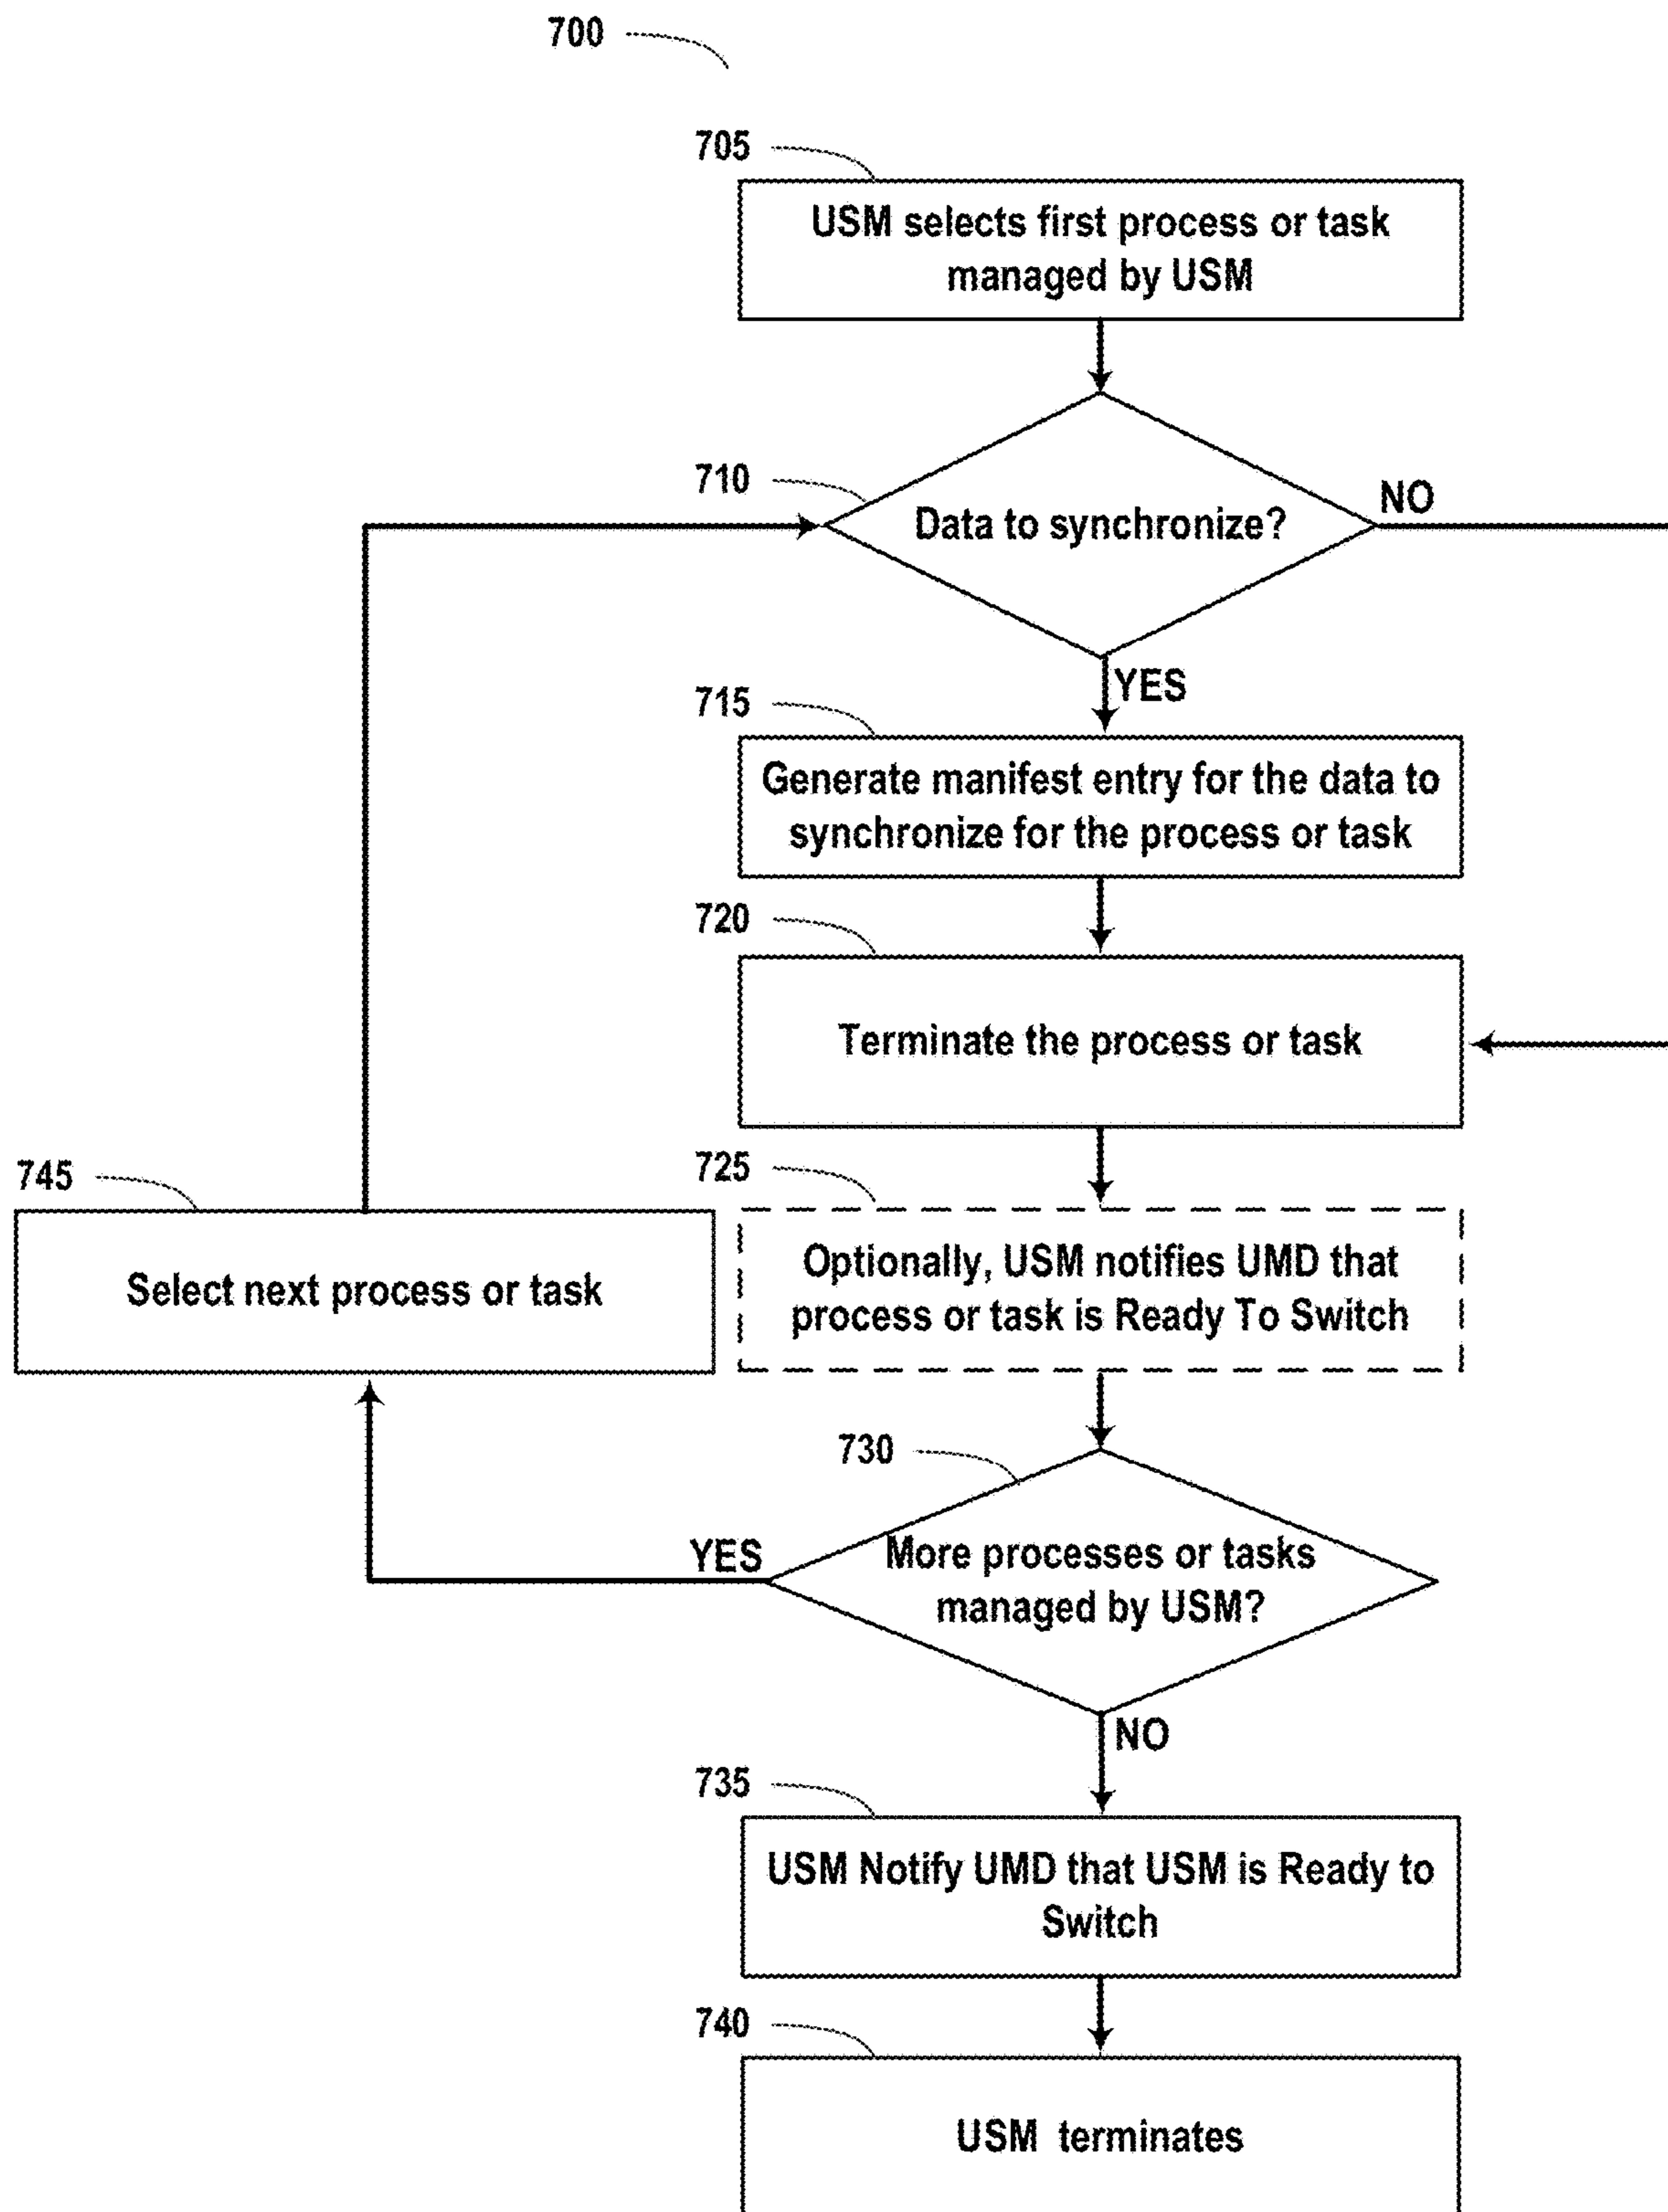 700
705
USM selects first process or task
managed by USM
710
Data to synchronize?
NO
YES
715
Generate manifest entry for the data to
synchronize for the process or task
720
Terminate the process or task
745
Select next process or task
725
Optionally, USM notifies UMD that
process or task is Ready To Switch
730
More processes or tasks
managed by USM?
YES
NO
735
USM Notify UMD that USM is Ready to
Switch
740
USM terminates